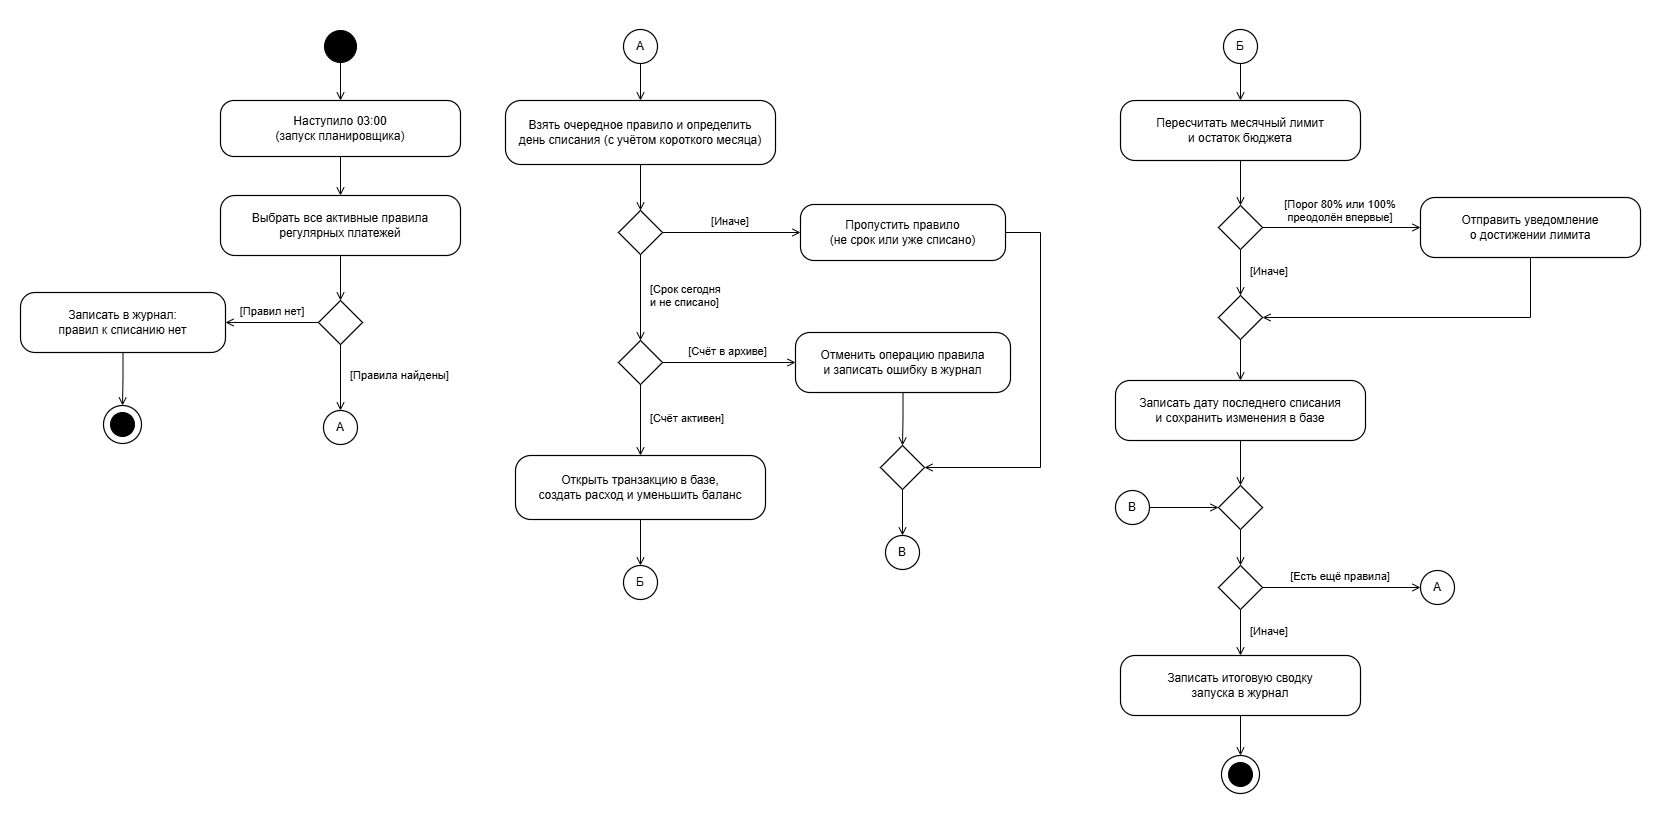 Наступило 03:00
(запуск планировщика)
Выбрать все активные правила
регулярных платежей
[Правил нет]
Записать в журнал:
правил к списанию нет
[Правила найдены]
А
А
Взять очередное правило и определить
день списания (с учётом короткого месяца)
[Иначе]
Пропустить правило
(не срок или уже списано)
[Срок сегодня
и не списано]
[Счёт в архиве]
Отменить операцию правила
и записать ошибку в журнал
[Счёт активен]
Открыть транзакцию в базе,
создать расход и уменьшить баланс
В
Б
Б
Пересчитать месячный лимит
и остаток бюджета
[Порог 80% или 100%
преодолён впервые]
Отправить уведомление
о достижении лимита
[Иначе]
Записать дату последнего списания
и сохранить изменения в базе
В
[Есть ещё правила]
А
[Иначе]
Записать итоговую сводку
запуска в журнал